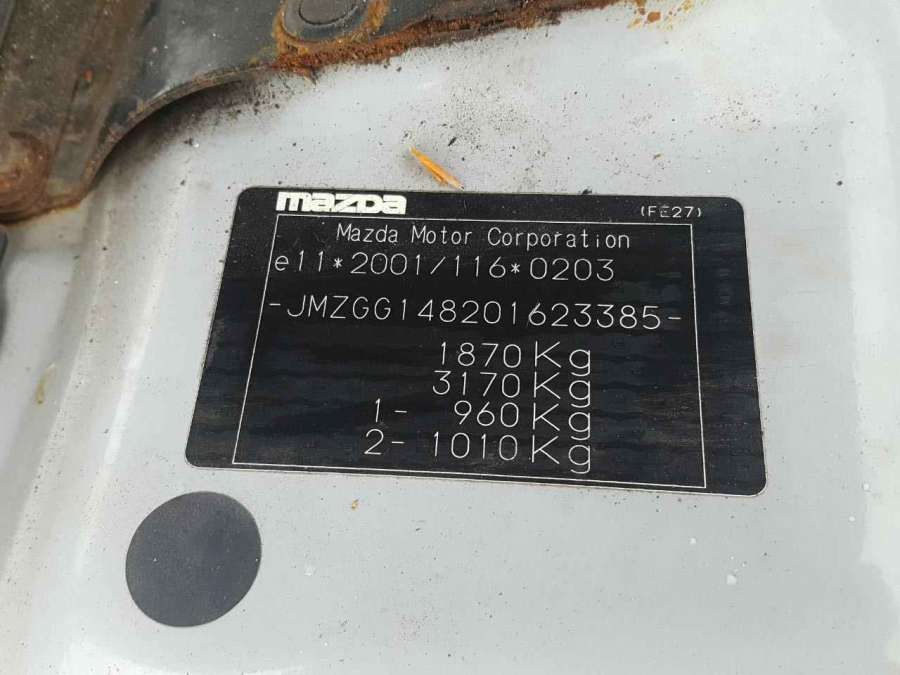 mazda
(FE27)
Mazda Motor Corporation
e11*2001/116*0203
-JMZGG148201623385-
1870Kg
3170Kg
1- 960Kg
2- 1010Kg